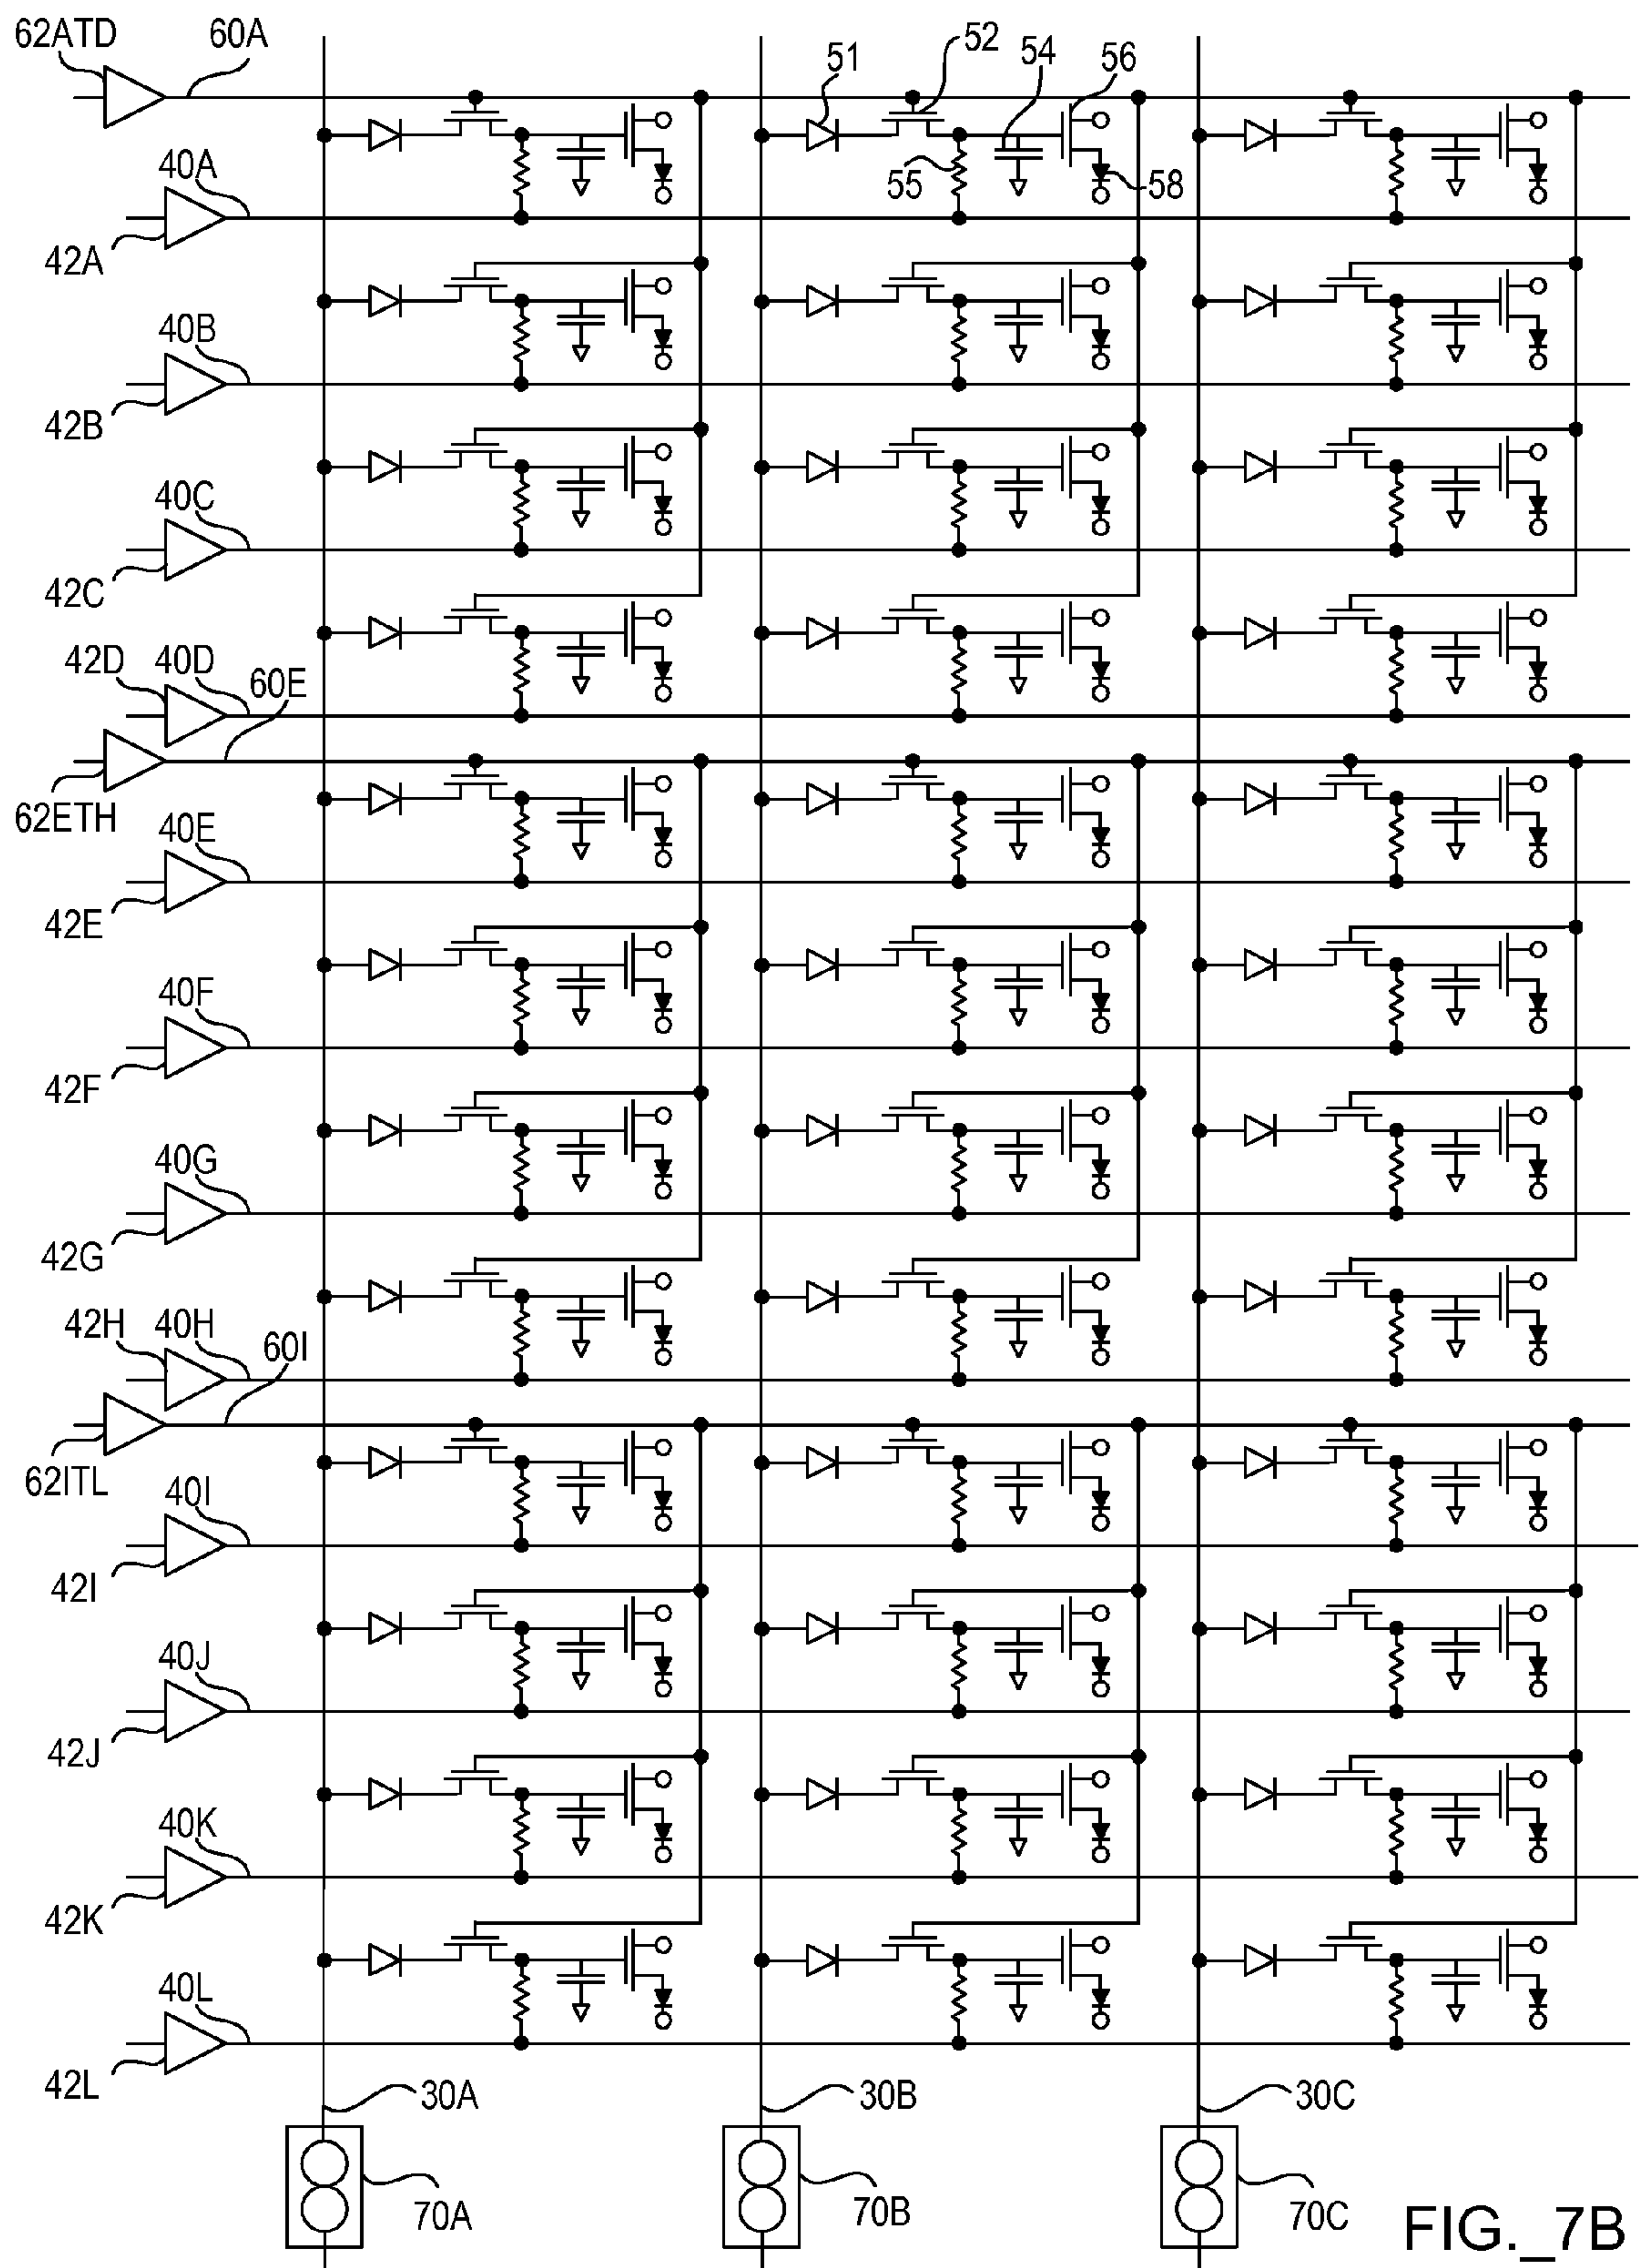 62ATD 60A 51 52 54 56
40A 55 58
42A
40B
42B
40C
42C
42D 40D 60E
62ETH
40E
42E
40F
42F
40G
42G
42H 40H 60I
62ITL
40I
42I
40J
42J
40K
42K
40L
42L
30A 30B 30C
70A 70B 70C
FIG._7B